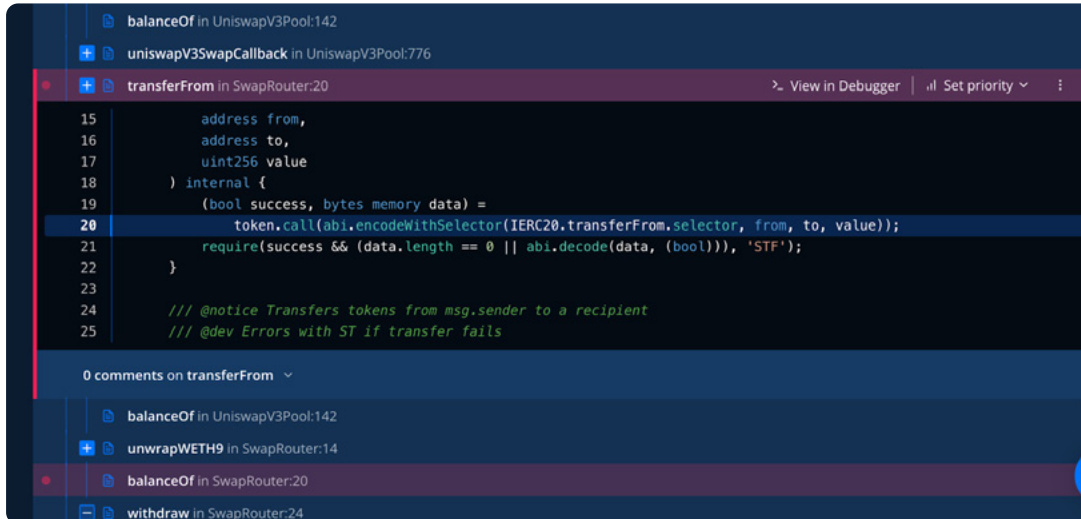 balanceOf in UniswapV3Pool:142
uniswapV3SwapCallback in UniswapV3Pool:776
transferFrom in SwapRouter:20 View in Debugger Set priority
15 address from,
16 address to,
17 uint256 value
18 ) internal {
19 (bool success, bytes memory data) =
20 token.call(abi.encodeWithSelector(IERC20.transferFrom.selector, from, to, value));
21 require(success && (data.length == 0 || abi.decode(data, (bool))), 'STF');
22 }
23
24 /// @notice Transfers tokens from msg.sender to a recipient
25 /// @dev Errors with ST if transfer fails
0 comments on transferFrom
balanceOf in UniswapV3Pool:142
unwrapWETH9 in SwapRouter:14
balanceOf in SwapRouter:20
withdraw in SwapRouter:24